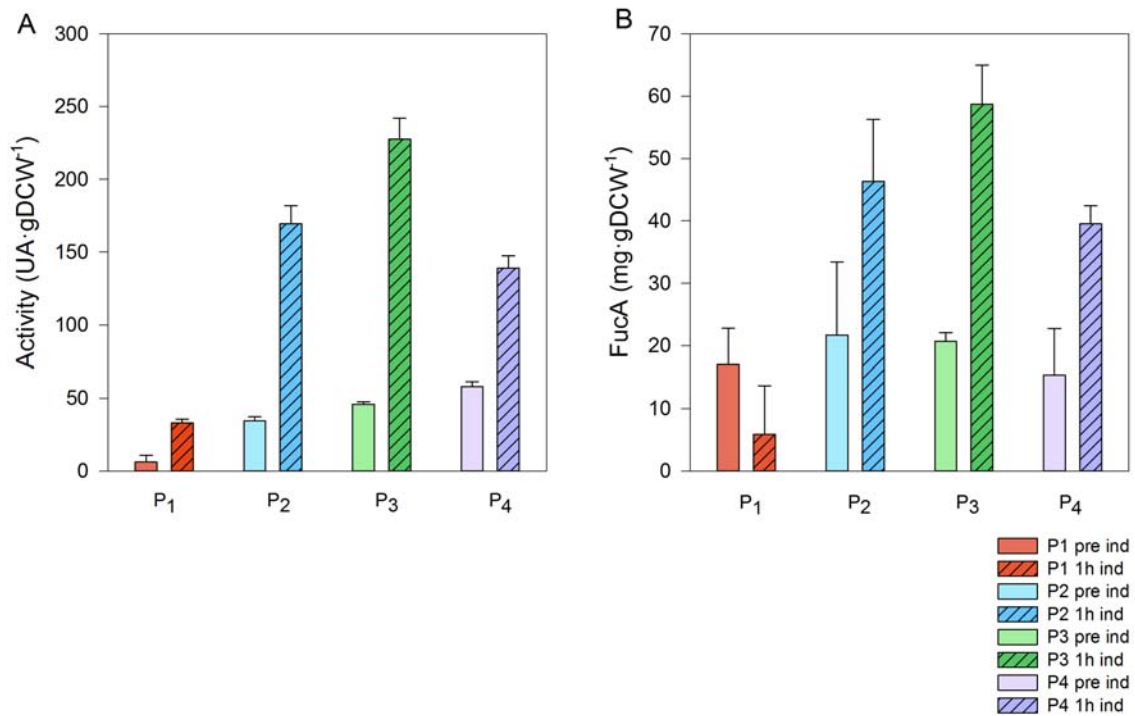 A
300
250
200
150
100
50
0
Activity (UA·gDCW⁻¹)
P₁ P₂ P₃ P₄
B
70
60
50
40
30
20
10
0
FucA (mg·gDCW⁻¹)
P₁ P₂ P₃ P₄
P1 pre ind
P1 1h ind
P2 pre ind
P2 1h ind
P3 pre ind
P3 1h ind
P4 pre ind
P4 1h ind